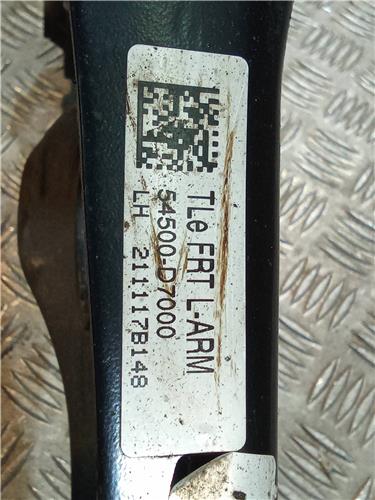 TLe FRT L-ARM
54500-D7000
LH 211117B148